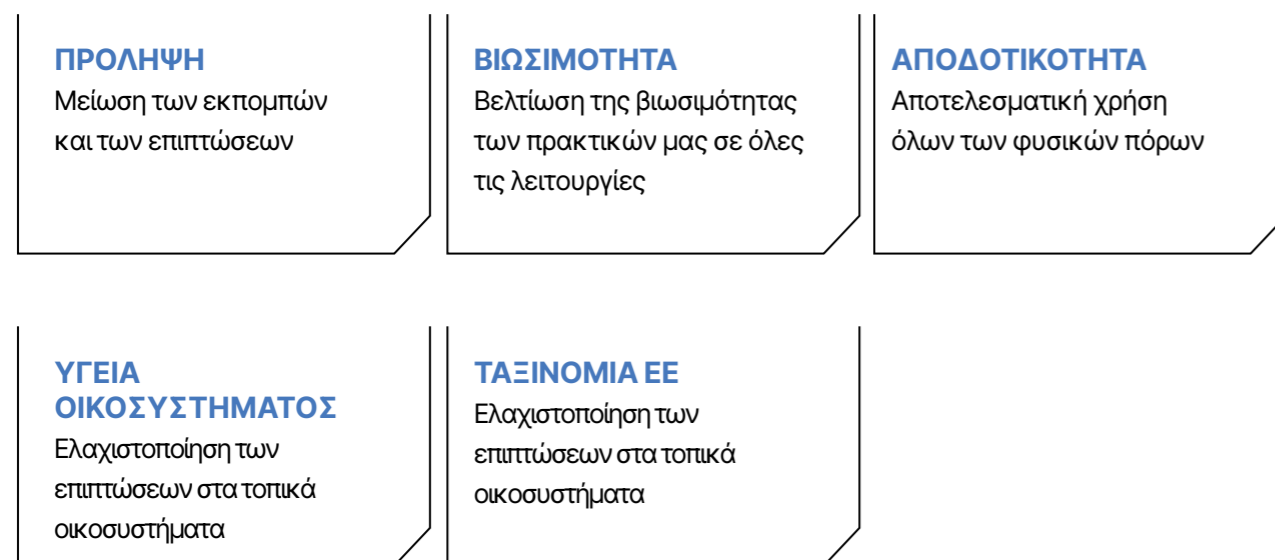 ΠΡΟΛΗΨΗ
Μείωση των εκπομπών
και των επιπτώσεων
ΒΙΩΣΙΜΟΤΗΤΑ
Βελτίωση της βιωσιμότητας
των πρακτικών μας σε όλες
τις λειτουργίες
ΑΠΟΔΟΤΙΚΟΤΗΤΑ
Αποτελεσματική χρήση
όλων των φυσικών πόρων
ΥΓΕΙΑ
ΟΙΚΟΣΥΣΤΗΜΑΤΟΣ
Ελαχιστοποίηση των
επιπτώσεων στα τοπικά
οικοσυστήματα
ΤΑΞΙΝΟΜΙΑ ΕΕ
Ελαχιστοποίηση των
επιπτώσεων στα τοπικά
οικοσυστήματα